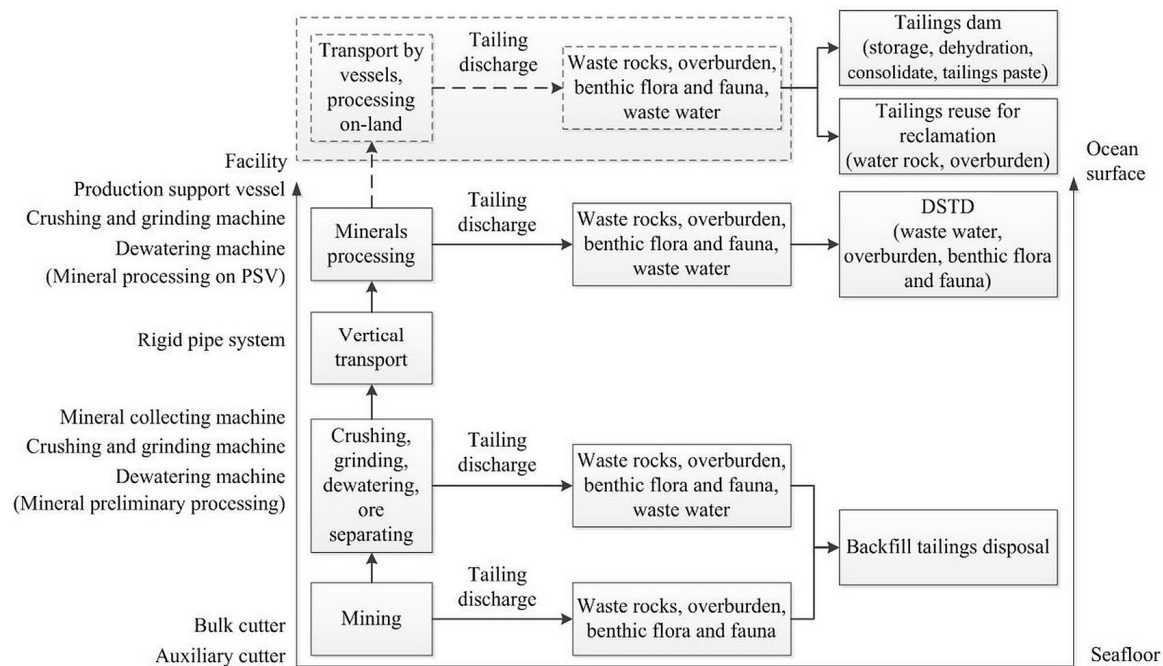 Transport by
vessels,
processing
on-land
Tailing
discharge
Waste rocks, overburden,
benthic flora and fauna,
waste water
Tailings dam
(storage, dehydration,
consolidate, tailings paste)
Tailings reuse for
reclamation
(water rock, overburden)
Facility
Ocean
surface
Production support vessel
Crushing and grinding machine
Dewatering machine
(Mineral processing on PSV)
Minerals
processing
Tailing
discharge
Waste rocks, overburden,
benthic flora and fauna,
waste water
DSTD
(waste water,
overburden, benthic flora
and fauna)
Rigid pipe system
Vertical
transport
Mineral collecting machine
Crushing and grinding machine
Dewatering machine
(Mineral preliminary processing)
Crushing,
grinding,
dewatering,
ore
separating
Tailing
discharge
Waste rocks, overburden,
benthic flora and fauna,
waste water
Backfill tailings disposal
Mining
Tailing
discharge
Waste rocks, overburden,
benthic flora and fauna
Bulk cutter
Auxiliary cutter
Seafloor